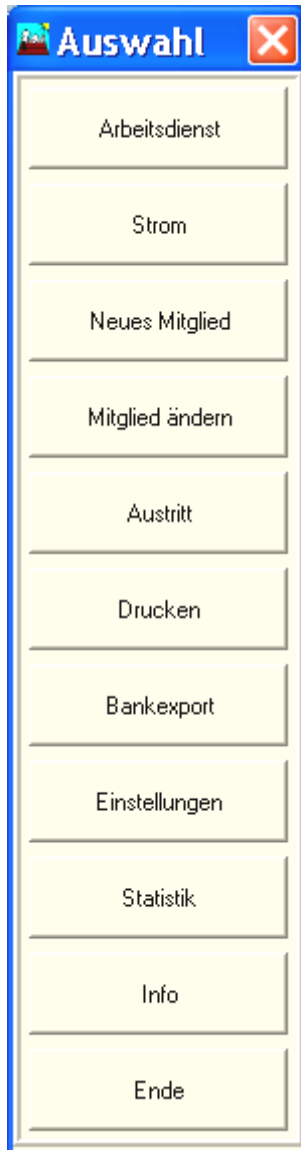 Auswahl
Arbeitsdienst
Strom
Neues Mitglied
Mitglied ändern
Austritt
Drucken
Bankexport
Einstellungen
Statistik
Info
Ende